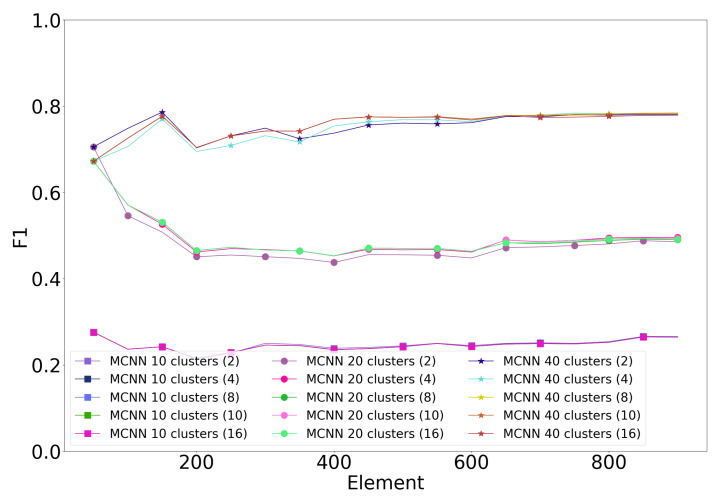 1.0
0.8
0.6
0.4
0.2
0.0
F1
MCNN 10 clusters (2) MCNN 20 clusters (2) MCNN 40 clusters (2)
MCNN 10 clusters (4) MCNN 20 clusters (4) MCNN 40 clusters (4)
MCNN 10 clusters (8) MCNN 20 clusters (8) MCNN 40 clusters (8)
MCNN 10 clusters (10) MCNN 20 clusters (10) MCNN 40 clusters (10)
MCNN 10 clusters (16) MCNN 20 clusters (16) MCNN 40 clusters (16)
200 400 600 800
Element